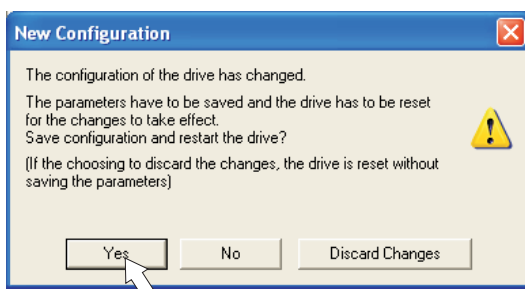 New Configuration
The configuration of the drive has changed.
The parameters have to be saved and the drive has to be reset
for the changes to take effect.
Save configuration and restart the drive?
(If the choosing to discard the changes, the drive is reset without
saving the parameters)
Yes No Discard Changes